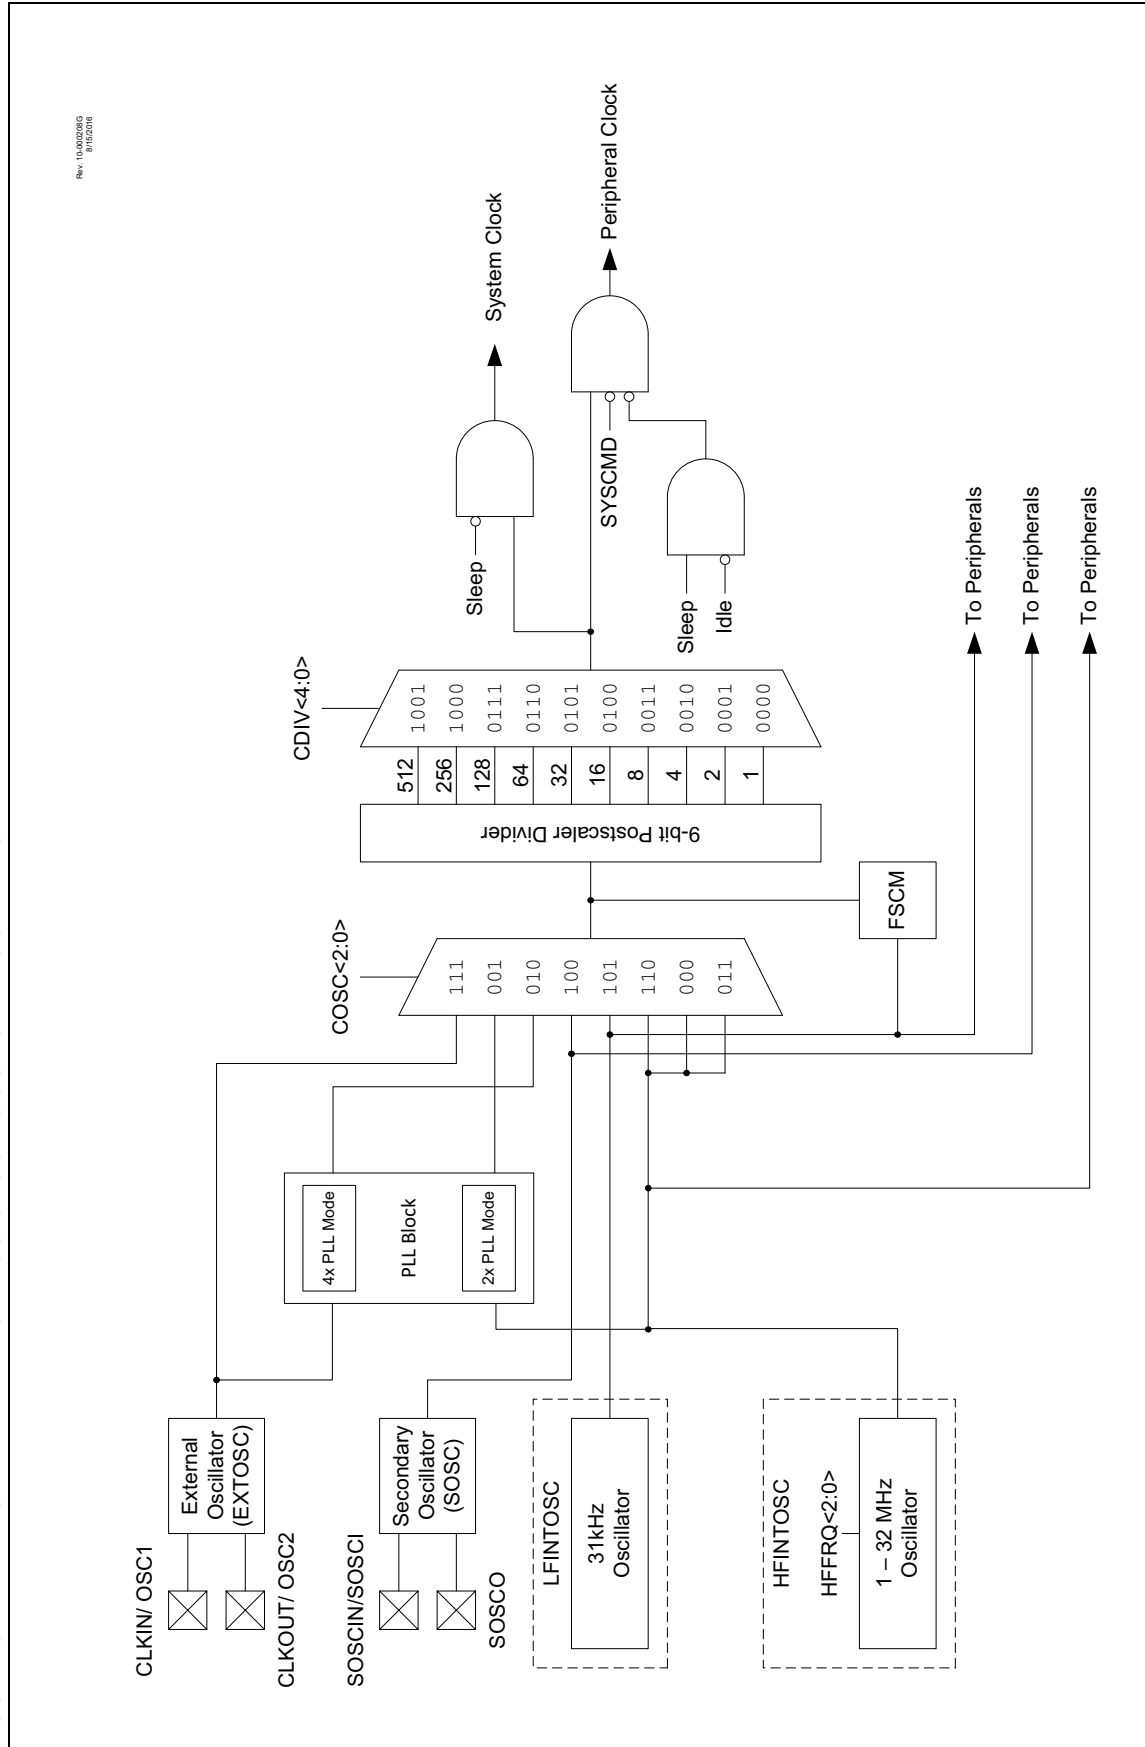 Rev. 10-000208G
8/15/2016
CLKIN/ OSC1
CLKOUT/ OSC2
External
Oscillator
(EXTOSC)
SOSCIN/SOSCI
SOSCO
Secondary
Oscillator
(SOSC)
LFINTOSC
31kHz
Oscillator
HFINTOSC
HFFRQ<2:0>
1 – 32 MHz
Oscillator
4x PLL Mode
PLL Block
2x PLL Mode
COSC<2:0>
111
001
010
100
101
110
000
011
FSCM
9-bit Postscaler Divider
512
256
128
64
32
16
8
4
2
1
CDIV<4:0>
1001
1000
0111
0110
0101
0100
0011
0010
0001
0000
Sleep
System Clock
SYSCMD
Peripheral Clock
Sleep
Idle
To Peripherals
To Peripherals
To Peripherals